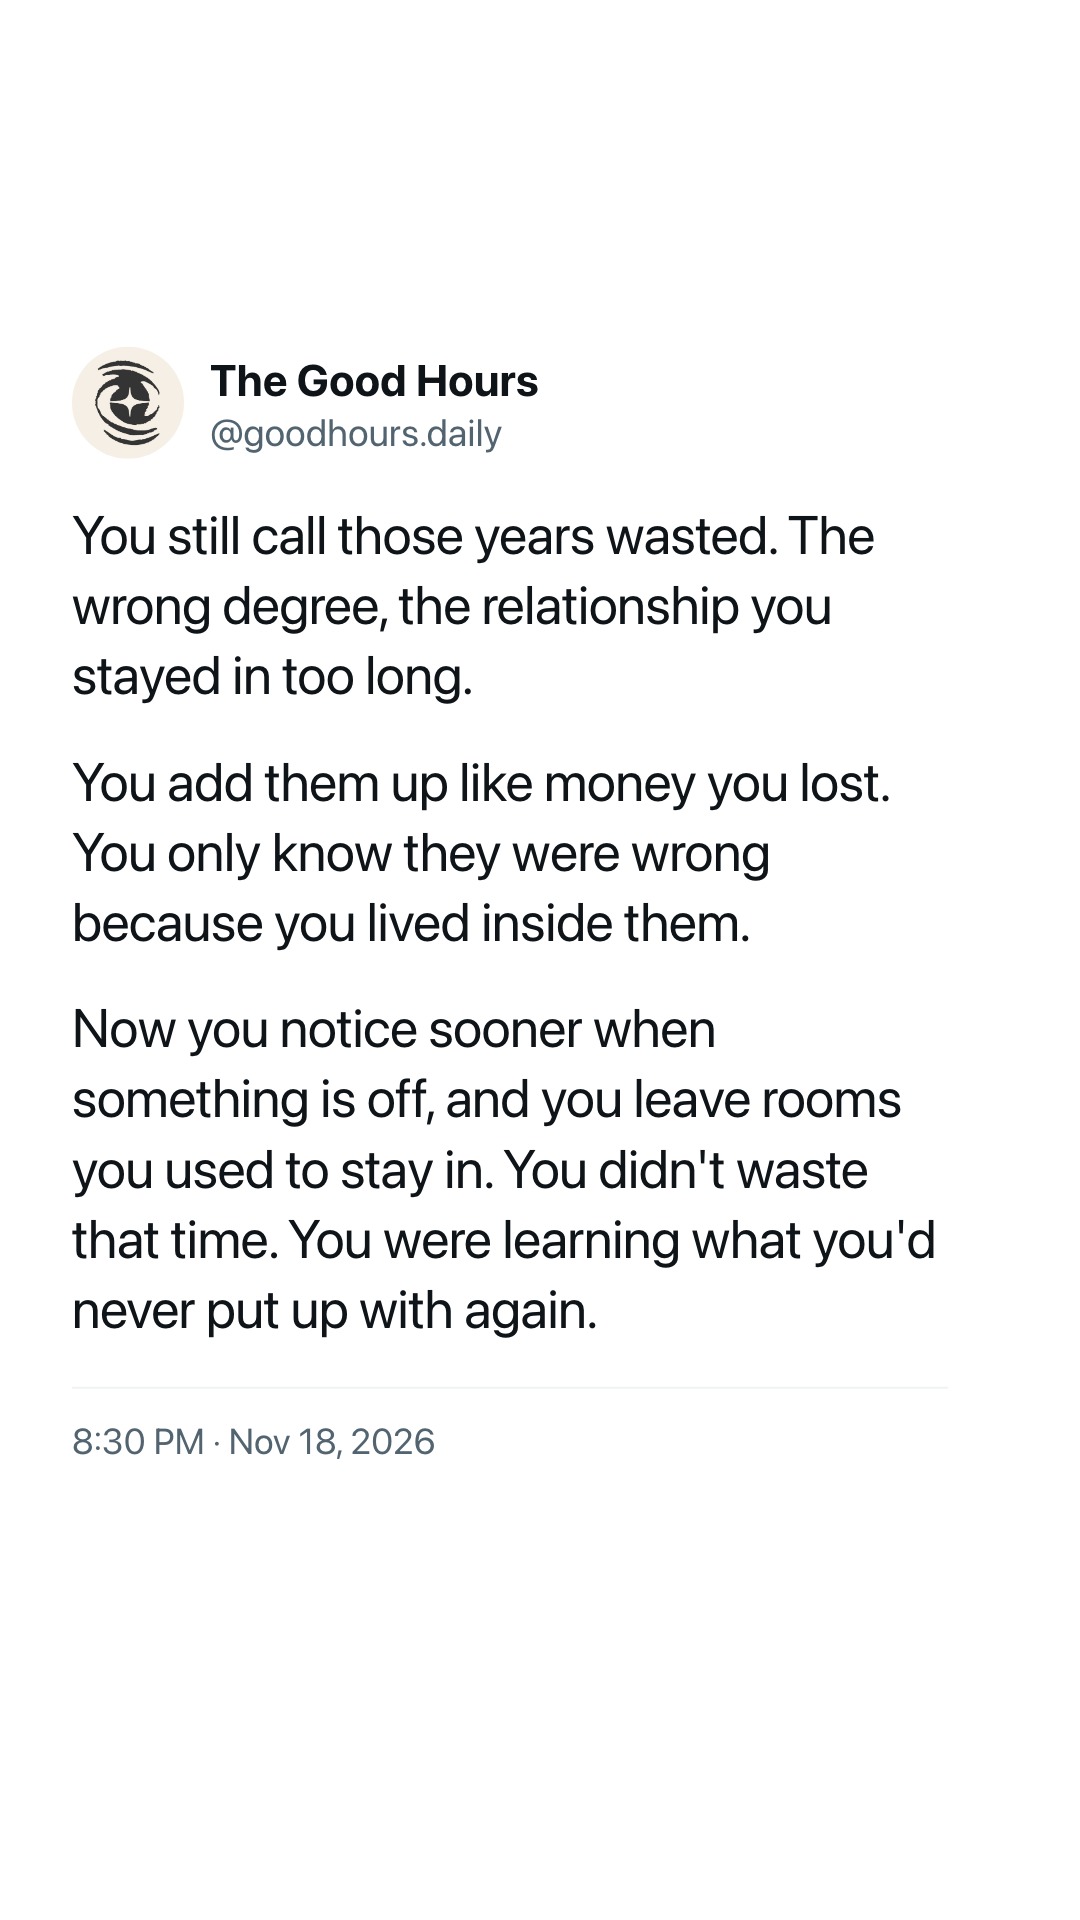 The Good Hours
@goodhours.daily
You still call those years wasted. The
wrong degree, the relationship you
stayed in too long.
You add them up like money you lost.
You only know they were wrong
because you lived inside them.
Now you notice sooner when
something is off, and you leave rooms
you used to stay in. You didn't waste
that time. You were learning what you'd
never put up with again.
8:30 PM · Nov 18, 2026